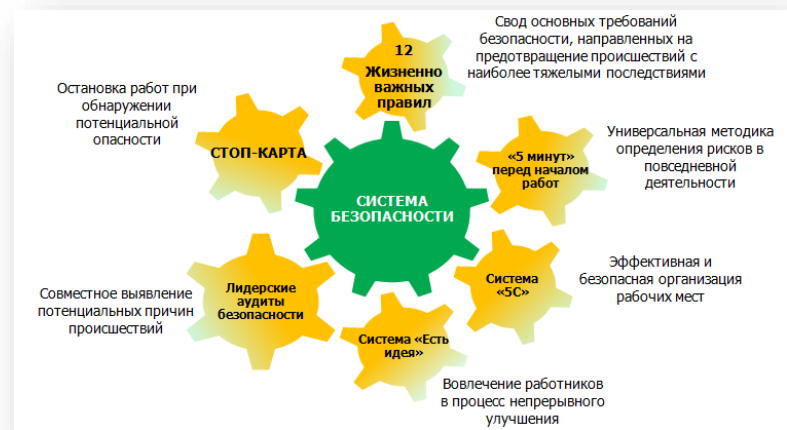 12
Жизненно
важных
правил
Свод основных требований
безопасности, направленных на
предотвращение происшествий с
наиболее тяжелыми последствиями
Остановка работ при
обнаружении
потенциальной
опасности
СТОП-КАРТА
«5 минут»
перед началом
работ
Универсальная методика
определения рисков в
повседневной
деятельности
СИСТЕМА
БЕЗОПАСНОСТИ
Система
«5С»
Эффективная и
безопасная организация
рабочих мест
Лидерские
аудиты
безопасности
Совместное выявление
потенциальных причин
происшествий
Система «Есть
идея»
Вовлечение работников
в процесс непрерывного
улучшения